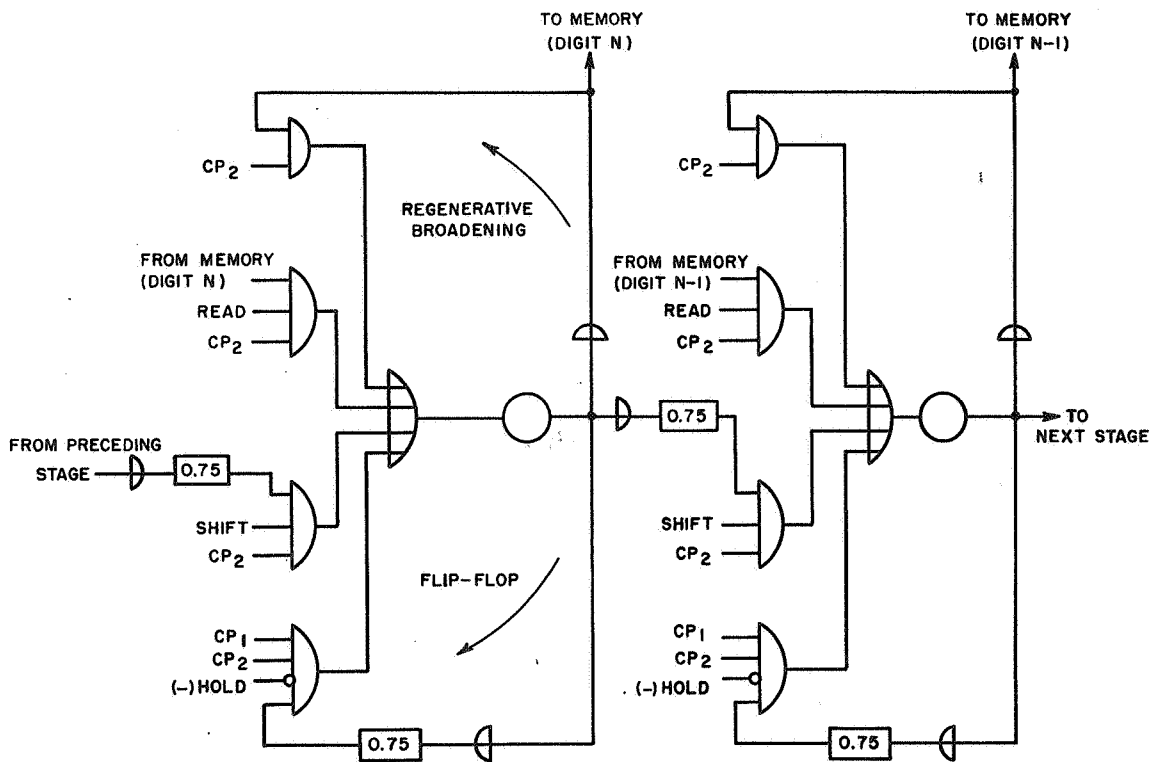 TO MEMORY
(DIGIT N)
TO MEMORY
(DIGIT N-1)
CP2
REGENERATIVE
BROADENING
CP2
FROM MEMORY
(DIGIT N)
READ
CP2
FROM MEMORY
(DIGIT N-1)
READ
CP2
FROM PRECEDING
STAGE
0.75
SHIFT
CP2
0.75
SHIFT
CP2
TO
NEXT STAGE
FLIP-FLOP
CP1
CP2
(-)HOLD
0.75
CP1
CP2
(-)HOLD
0.75